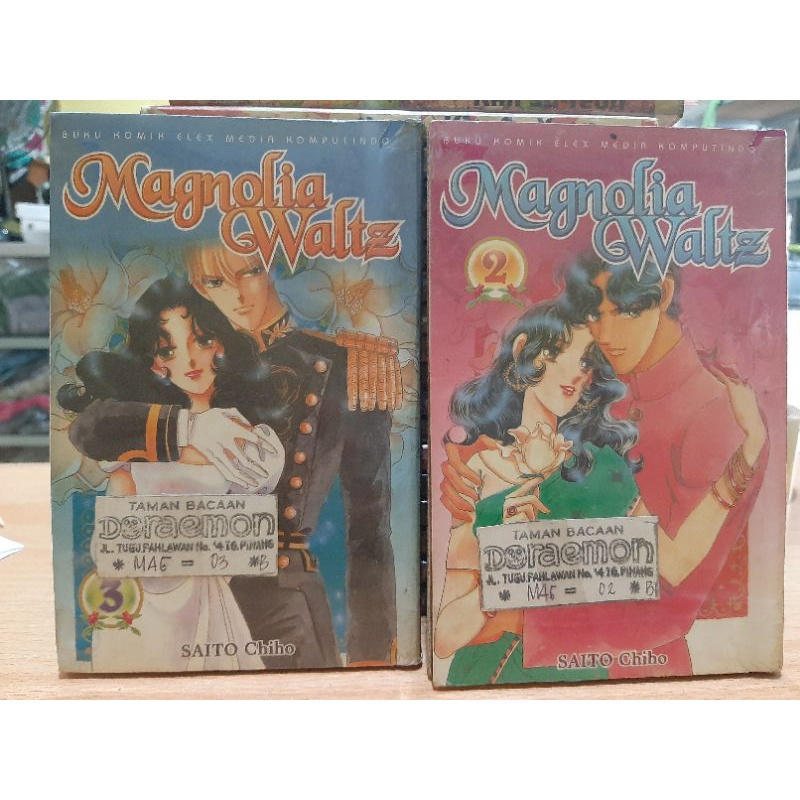 BUKU KOMIK ELEX MEDIA KOMPUTINDO
Magnolia
Waltz
TAMAN BACAAN
Doraemon
JL. TUGU.PAHLAWAN No. 14 TG.PINANG
* MAG = 03 * B
3
SAITO Chiho
BUKU KOMIK ELEX MEDIA KOMPUTINDO
Magnolia
Waltz
2
TAMAN BACAAN
Doraemon
JL. TUGU.PAHLAWAN No. 14 TG.PINANG
* MAG = 02 * B
SAITO Chiho